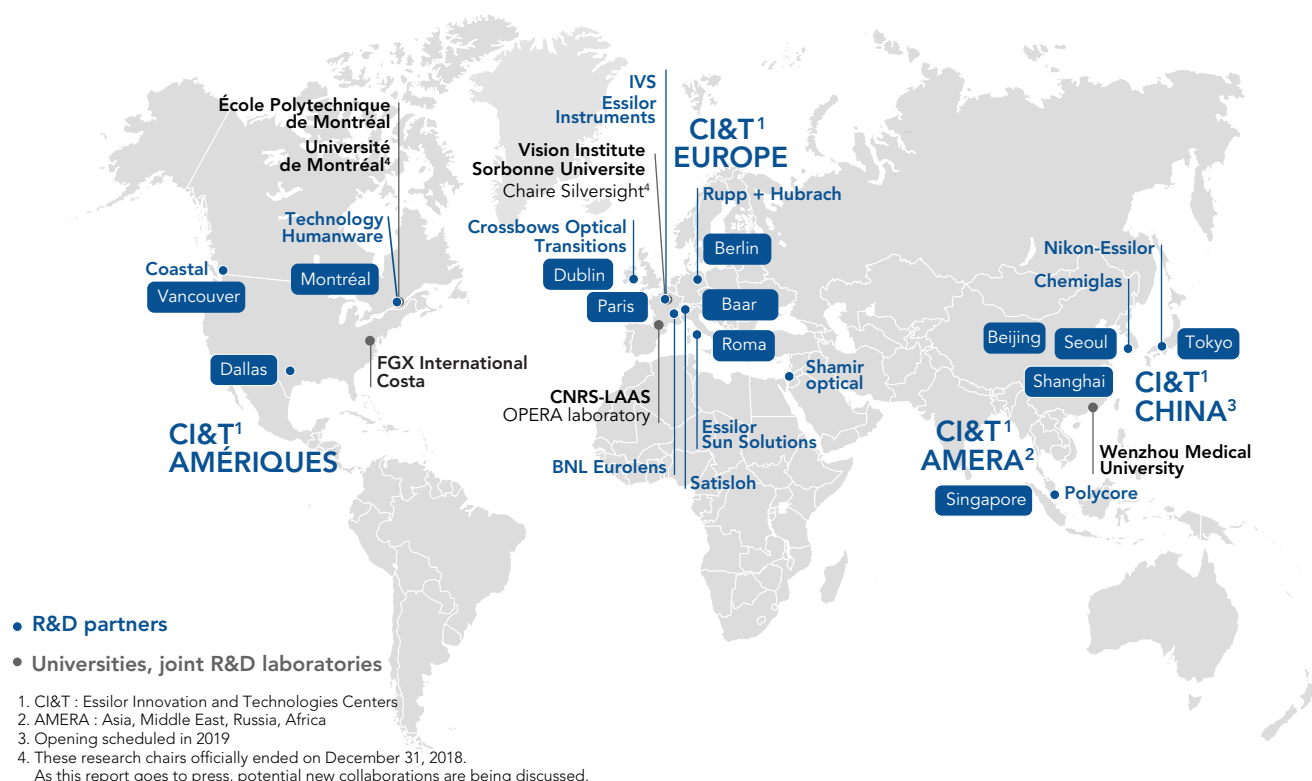 École Polytechnique
de Montréal
Université
de Montréal4
Technology
Humanware
Coastal
Vancouver
Montréal
Dallas
FGX International
Costa
CI&T1
AMÉRIQUES
IVS
Essilor
Instruments
Vision Institute
Sorbonne Universite
Chaire Silversight4
CI&T1
EUROPE
Rupp + Hubrach
Crossbows Optical
Transitions
Berlin
Dublin
Paris
Baar
Roma
Shamir
optical
CNRS-LAAS
OPERA laboratory
Essilor
Sun Solutions
BNL Eurolens
Satisloh
Nikon-Essilor
Chemiglas
Beijing
Seoul
Tokyo
Shanghai
CI&T1
CHINA3
CI&T1
AMERA2
Wenzhou Medical
University
Singapore
Polycore
R&D partners
Universities, joint R&D laboratories
1. CI&T : Essilor Innovation and Technologies Centers
2. AMERA : Asia, Middle East, Russia, Africa
3. Opening scheduled in 2019
4. These research chairs officially ended on December 31, 2018.
As this report goes to press, potential new collaborations are being discussed.